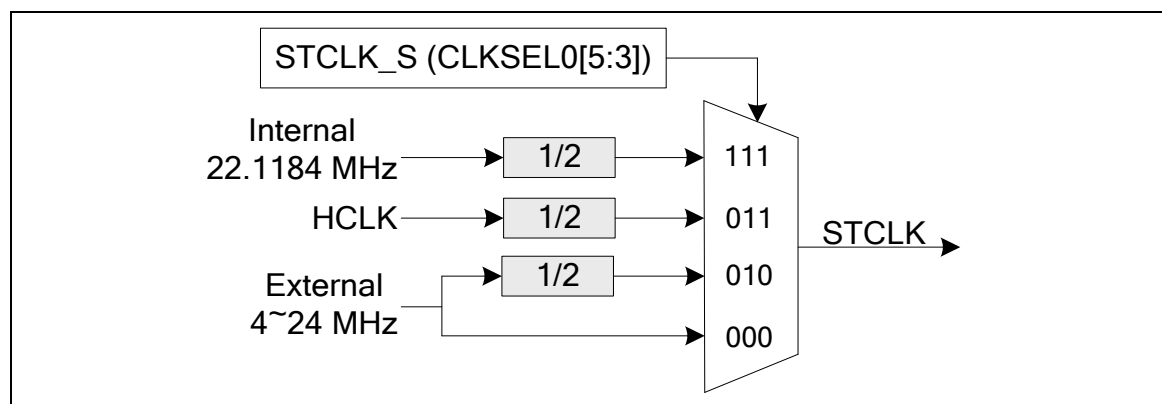 STCLK_S (CLKSEL0[5:3])
Internal
22.1184 MHz
1/2
111
HCLK
1/2
011
STCLK
1/2
010
External
4~24 MHz
000